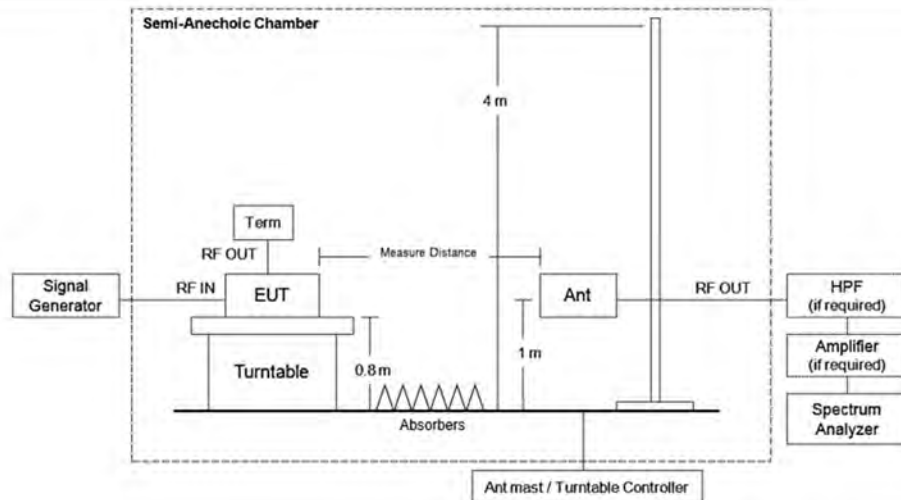 Semi-Anechoic Chamber
4 m
Term
RF OUT
Measure Distance
Signal
Generator
RF IN
EUT
Ant
RF OUT
HPF
(if required)
Turntable
0.8 m
1 m
Amplifier
(if required)
Absorbers
Spectrum
Analyzer
Ant mast / Turntable Controller